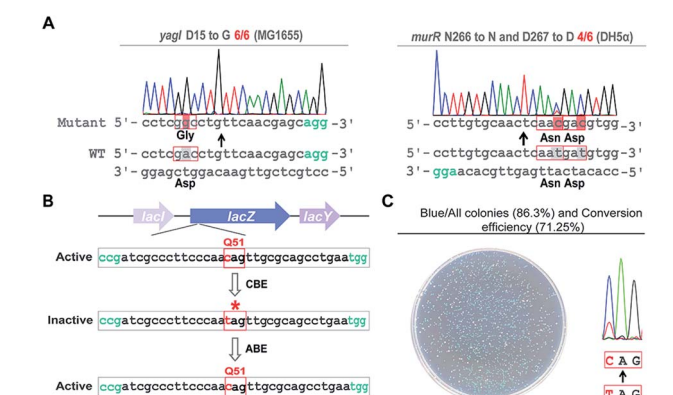 A
yagI D15 to G 6/6 (MG1655)
Mutant 5'- cctcggcctgttcaacgagcagg -3'
Gly
WT 5'- cctcgacctgttcaacgagcagg -3'
3'- ggagctggacaagttgctcgtcc -5'
Asp
murR N266 to N and D267 to D 4/6 (DH5α)
5'- ccttgtgcaactcaacgacgtgg -3'
Asn Asp
5'- ccttgtgcaactcaatgatgtgg -3'
3'- ggaacacgttgagttactacacc -5'
Asn Asp
B
lacI lacZ lacY
Q51
Active ccgatcgcccttcccaacagttgcgcagcctgaatgg
CBE
*
Inactive ccgatcgcccttcccaatagttgcgcagcctgaatgg
ABE
Q51
Active ccgatcgcccttcccaacagttgcgcagcctgaatgg
C
Blue/All colonies (86.3%) and Conversion
efficiency (71.25%)
C A G
T A G